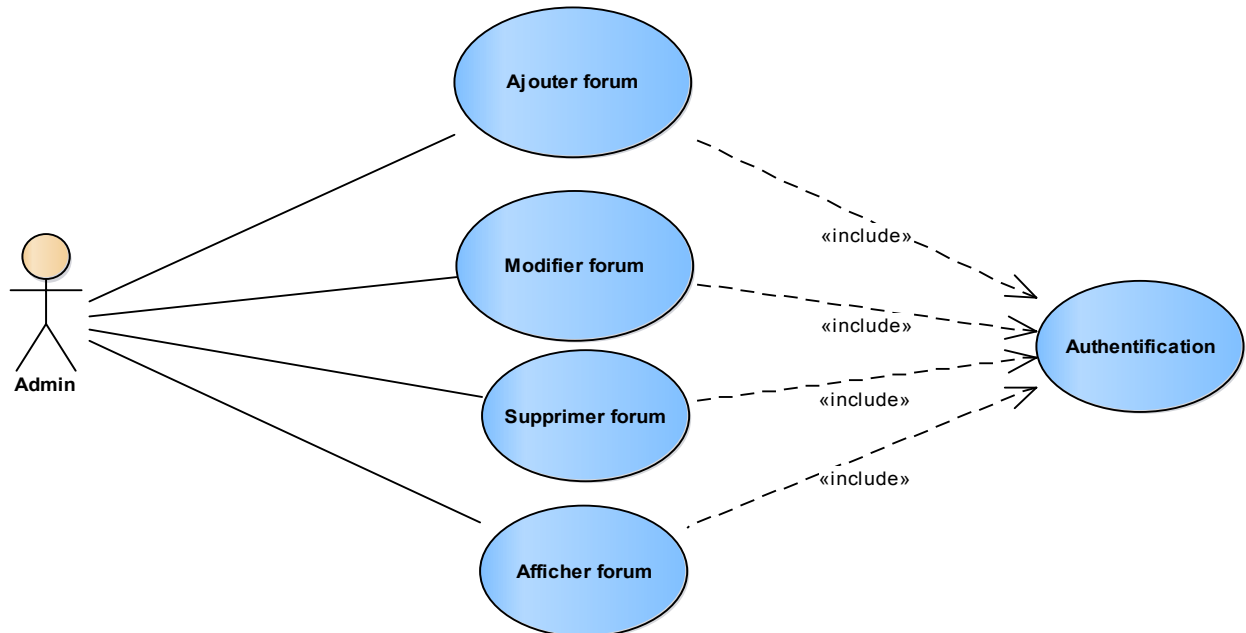 Ajouter forum
«include»
Modifier forum
«include»
Authentification
Admin
«include»
Supprimer forum
«include»
Afficher forum